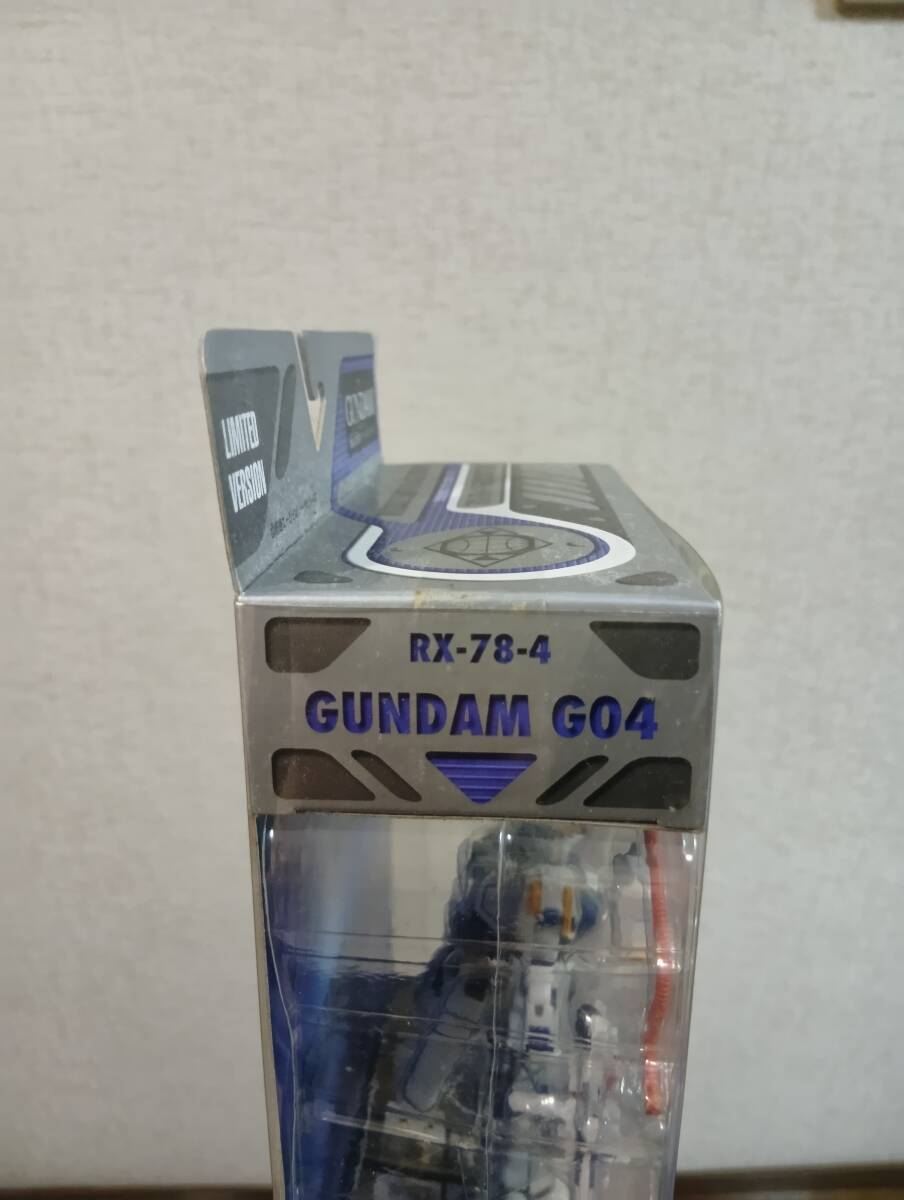 LIMITED
VERSION
RX-78-4
GUNDAM G04